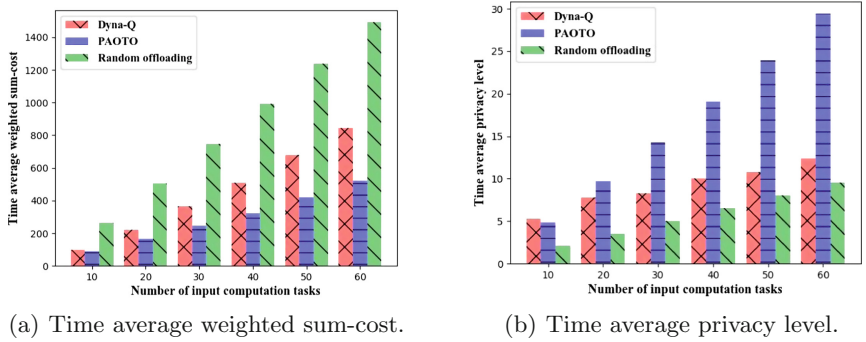 Dyna-Q
PAOTO
Random offloading
Time average weighted sum-cost
1400
1200
1000
800
600
400
200
0
10 20 30 40 50 60
Number of input computation tasks
(a) Time average weighted sum-cost.
Dyna-Q
PAOTO
Random offloading
Time average privacy level
30
25
20
15
10
5
0
10 20 30 40 50 60
Number of input computation tasks
(b) Time average privacy level.